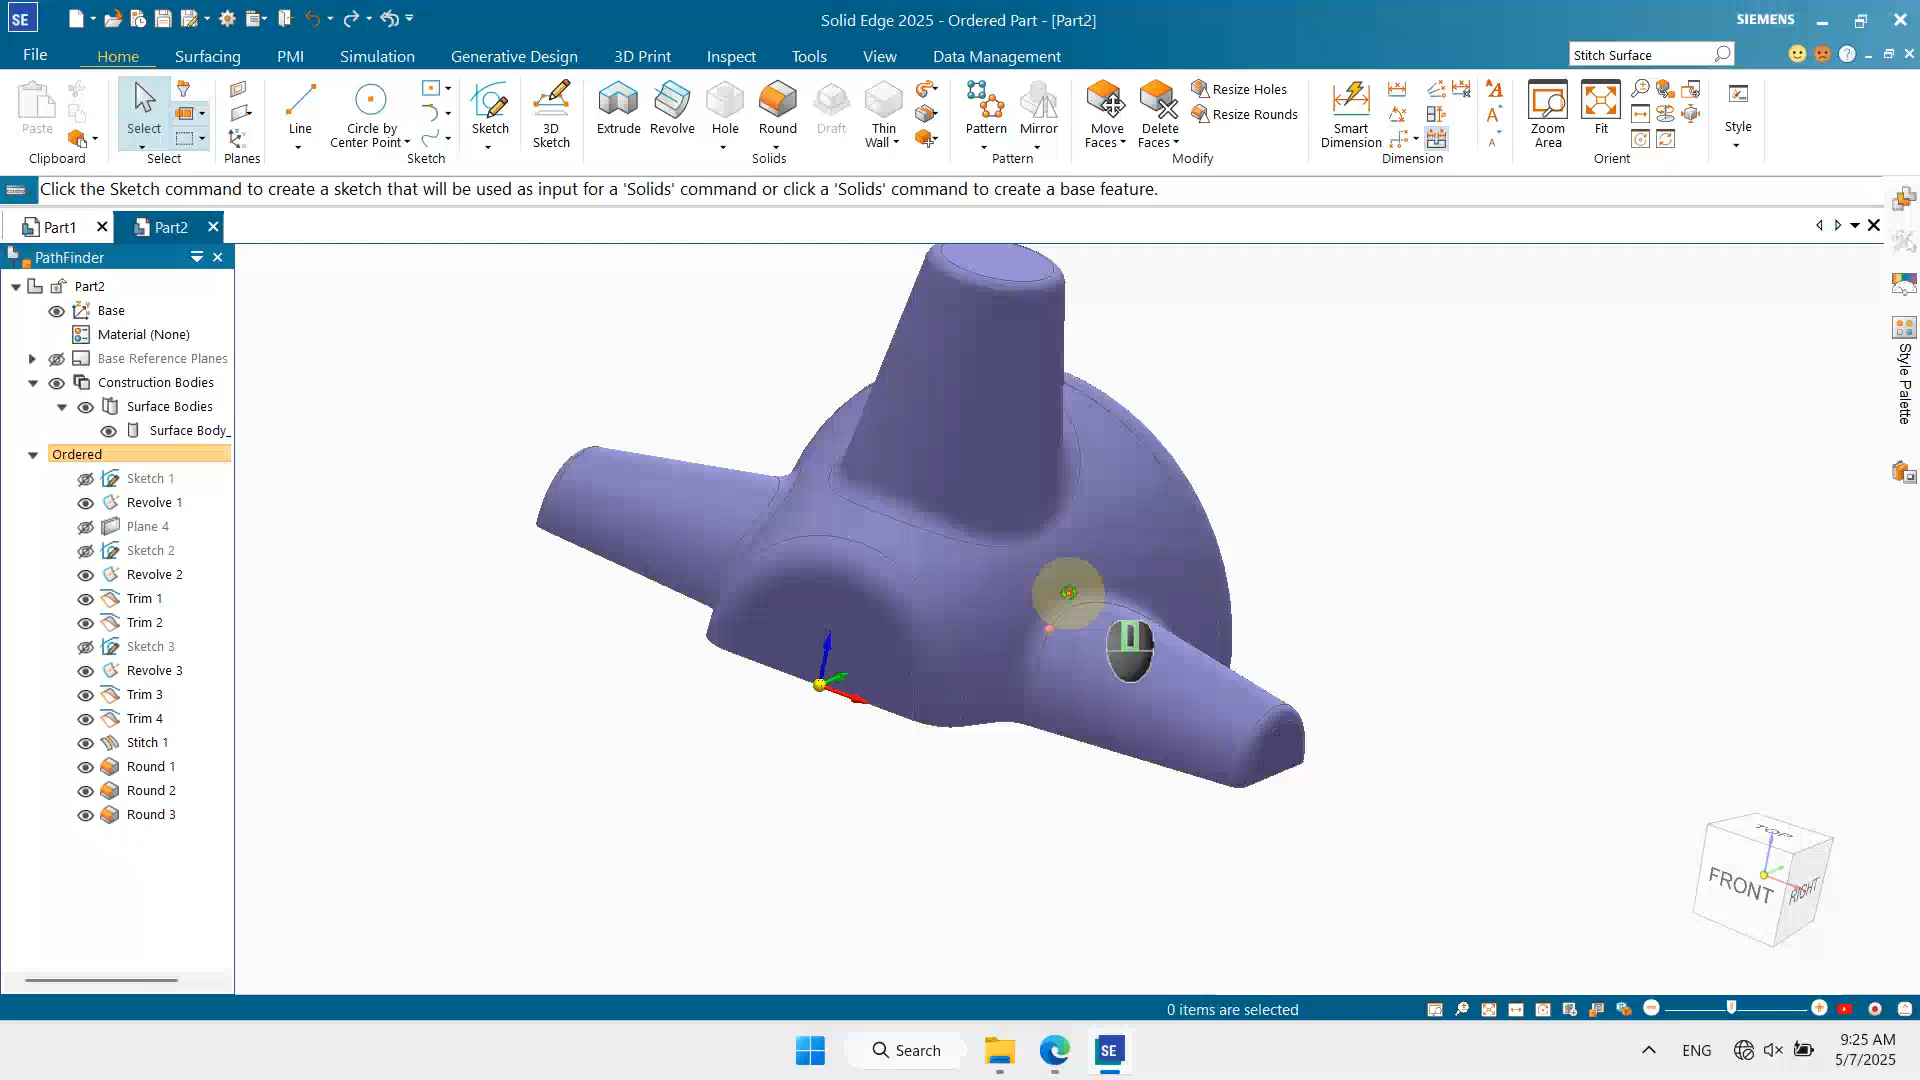 SE
Solid Edge 2025 - Ordered Part - [Part2]
SIEMENS
File
Home
Surfacing
PMI
Simulation
Generative Design
3D Print
Inspect
Tools
View
Data Management
Stitch Surface
Paste
Clipboard
Select
Select
Planes
Line
Circle by
Center Point
Sketch
Sketch
3D
Sketch
Extrude
Revolve
Hole
Round
Draft
Thin
Wall
Solids
Pattern
Mirror
Pattern
Move
Faces
Delete
Faces
Resize Holes
Resize Rounds
Modify
Smart
Dimension
Dimension
Zoom
Area
Fit
Orient
Style
Click the Sketch command to create a sketch that will be used as input for a 'Solids' command or click a 'Solids' command to create a base feature.
Part1
Part2
PathFinder
Part2
Base
Material (None)
Base Reference Planes
Construction Bodies
Surface Bodies
Surface Body_
Ordered
Sketch 1
Revolve 1
Plane 4
Sketch 2
Revolve 2
Trim 1
Trim 2
Sketch 3
Revolve 3
Trim 3
Trim 4
Stitch 1
Round 1
Round 2
Round 3
Style Palette
TOP
FRONT
RIGHT
0 items are selected
Search
SE
ENG
9:25 AM
5/7/2025